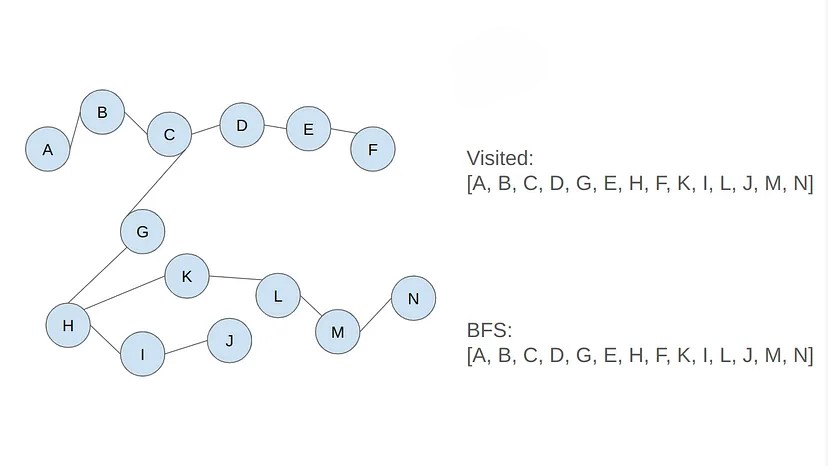 B
D
E
C
A
F
Visited:
[A, B, C, D, G, E, H, F, K, I, L, J, M, N]
G
K
L
N
H
M
BFS:
J
I
[A, B, C, D, G, E, H, F, K, I, L, J, M, N]